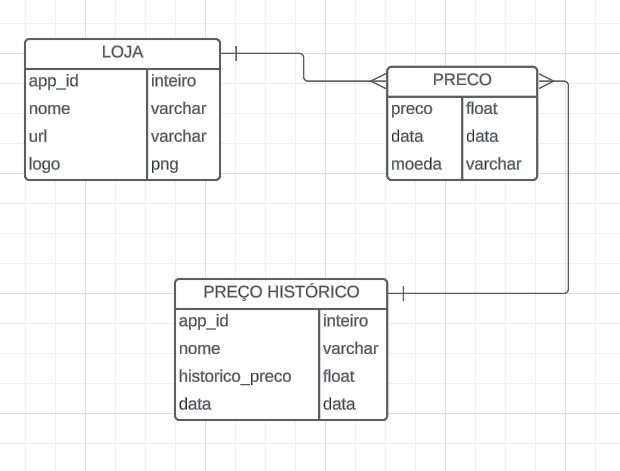 LOJA
app_id inteiro
nome varchar
url varchar
logo png
PRECO
preco float
data data
moeda varchar
PREÇO HISTÓRICO
app_id inteiro
nome varchar
historico_preco float
data data